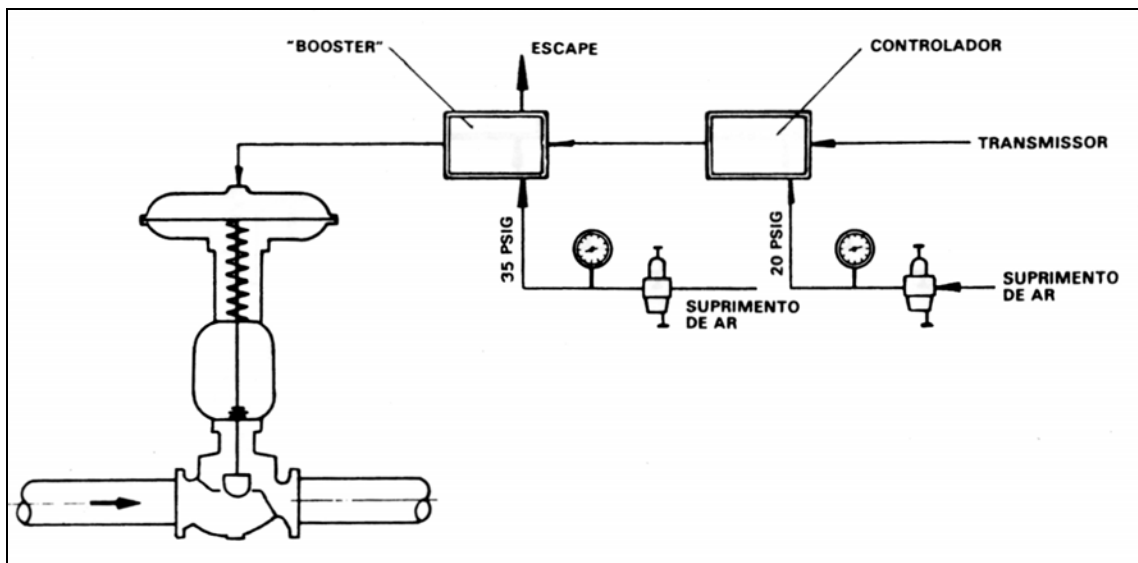 "BOOSTER"
ESCAPE
CONTROLADOR
TRANSMISSOR
35 PSIG
20 PSIG
SUPRIMENTO
DE AR
SUPRIMENTO
DE AR